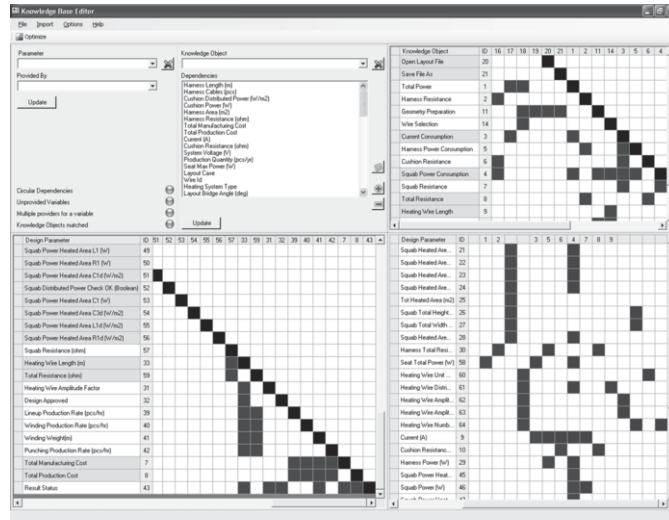 Knowledge Base Editor
File Import Options Help
Optimize
Parameter
Provided By
Update
Circular Dependencies
Unprovided Variables
Multiple providers for a variable
Knowledge Objects matched
Knowledge Object
Dependencies
Harness Length (m)
Harness Cables (pcs)
Cushion Distributed Power (W/m2)
Cushion Power (W)
Harness Area (m2)
Harness Resistance (ohm)
Total Manufacturing Cost
Total Production Cost
Current (A)
Cushion Resistance (ohm)
System Voltage (V)
Production Quantity (pcs/yr)
Seat Max Power (W)
Layout Case
Wire Id
Heating System Type
Layout Bridge Angle (deg)
Update
Knowledge Object ID 16 17 18 19 20 21 1 2 11 14 3 5 6 4
Open Layout File 20
Save File As 21
Total Power 1
Harness Resistance 2
Geometry Preparation 11
Wire Selection 14
Current Consumption 3
Harness Power Consumption 5
Cushion Resistance 6
Squab Power Consumption 4
Squab Resistance 7
Total Resistance 8
Heating Wire Length 9
Design Parameter ID 51 52 53 54 55 56 57 33 59 31 32 39 40 41 42 7 8 43
Squab Power Heated Area L1 (W) 49
Squab Power Heated Area R1 (W) 50
Squab Power Heated Area C1d (W/m2) 51
Squab Distributed Power Check OK (Boolean) 52
Squab Power Heated Area C1 (W) 53
Squab Power Heated Area C3d (W/m2) 54
Squab Power Heated Area L1d (W/m2) 55
Squab Power Heated Area R1d (W/m2) 56
Squab Resistance (ohm) 57
Heating Wire Length (m) 33
Total Resistance (ohm) 59
Heating Wire Amplitude Factor 31
Design Approved 32
Lineup Production Rate (pcs/hr) 39
Winding Production Rate (pcs/hr) 40
Winding Weight(m) 41
Punching Production Rate (pcs/hr) 42
Total Manufacturing Cost 7
Total Production Cost 8
Result Status 43
Design Parameter ID 1 2 3 5 6 4 7 8 9
Squab Heated Are... 21
Squab Heated Are... 22
Squab Heated Are... 23
Squab Heated Are... 24
Tot Heated Area (m2) 25
Squab Total Height... 26
Squab Total Width ... 27
Squab Heated Are... 28
Harness Total Resi... 30
Seat Total Power (W) 58
Heating Wire Unit ... 60
Heating Wire Distri... 61
Heating Wire Amplit... 62
Heating Wire Amplit... 63
Heating Wire Numb... 64
Current (A) 9
Cushion Resistanc... 10
Harness Power (W) 29
Squab Power Heat... 45
Squab Power (W) 46